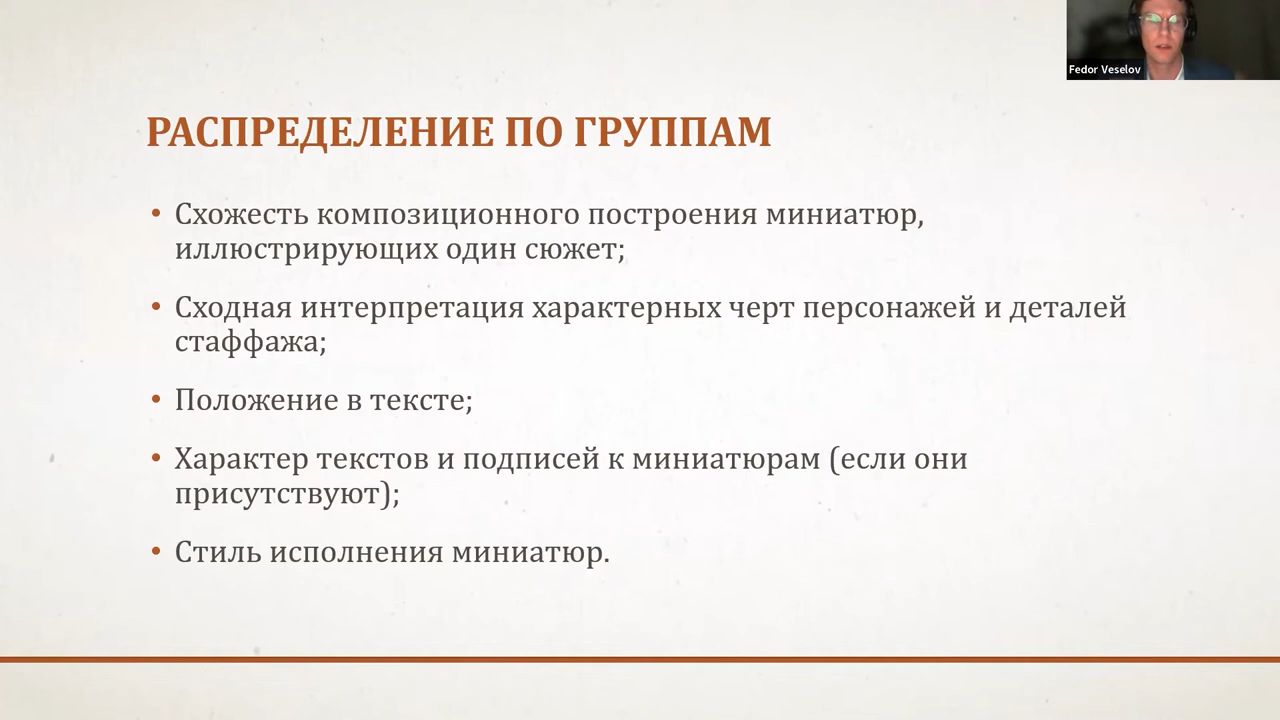 Fedor Veselov
РАСПРЕДЕЛЕНИЕ ПО ГРУППАМ
• Схожесть композиционного построения миниатюр,
иллюстрирующих один сюжет;
• Сходная интерпретация характерных черт персонажей и деталей
стаффажа;
• Положение в тексте;
• Характер текстов и подписей к миниатюрам (если они
присутствуют);
• Стиль исполнения миниатюр.